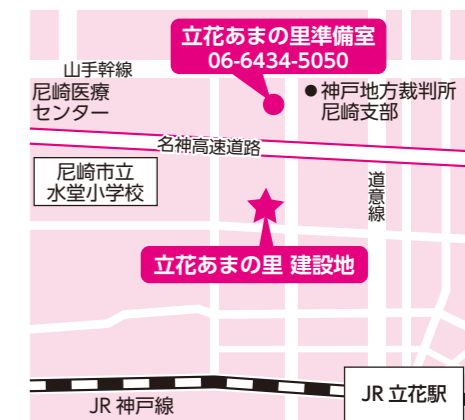 立花あまの里準備室
06-6434-5050
山手幹線
尼崎医療
センター
●神戸地方裁判所
尼崎支部
名神高速道路
尼崎市立
水堂小学校
道意線
立花あまの里 建設地
JR 立花駅
JR 神戸線